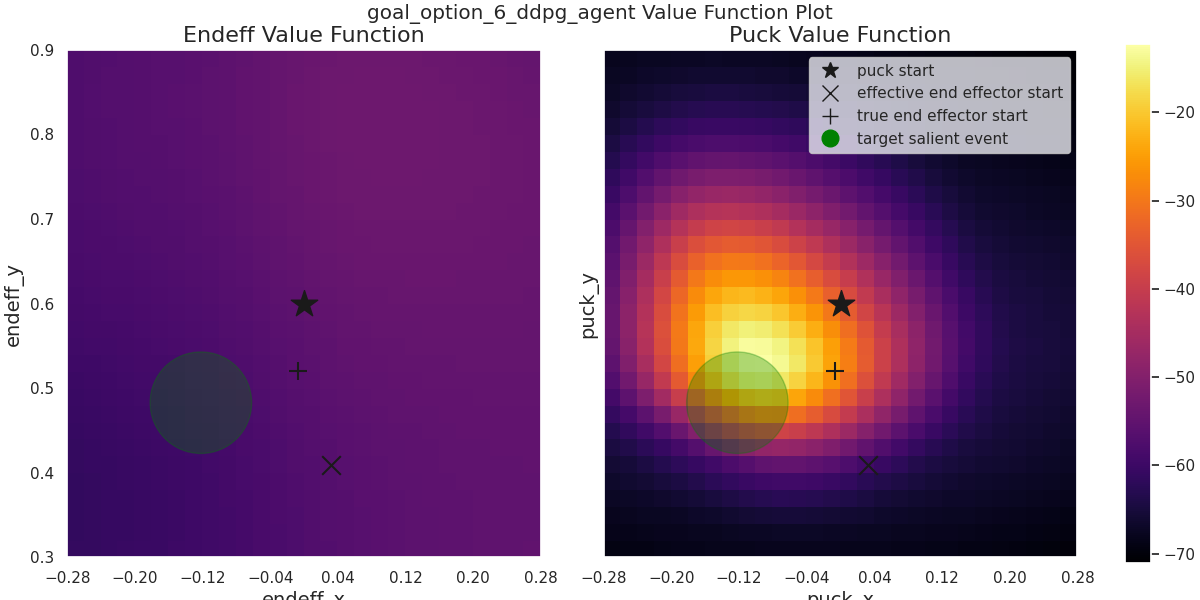 goal_option_6_ddpg_agent Value Function Plot
Endeff Value Function
Puck Value Function
0.9
0.8
0.7
0.6
0.5
0.4
0.3
endeff_y
−0.28 −0.20 −0.12 −0.04 0.04 0.12 0.20 0.28
endeff_x
puck start
effective end effector start
true end effector start
target salient event
puck_y
−0.28 −0.20 −0.12 −0.04 0.04 0.12 0.20 0.28
puck_x
−20
−30
−40
−50
−60
−70